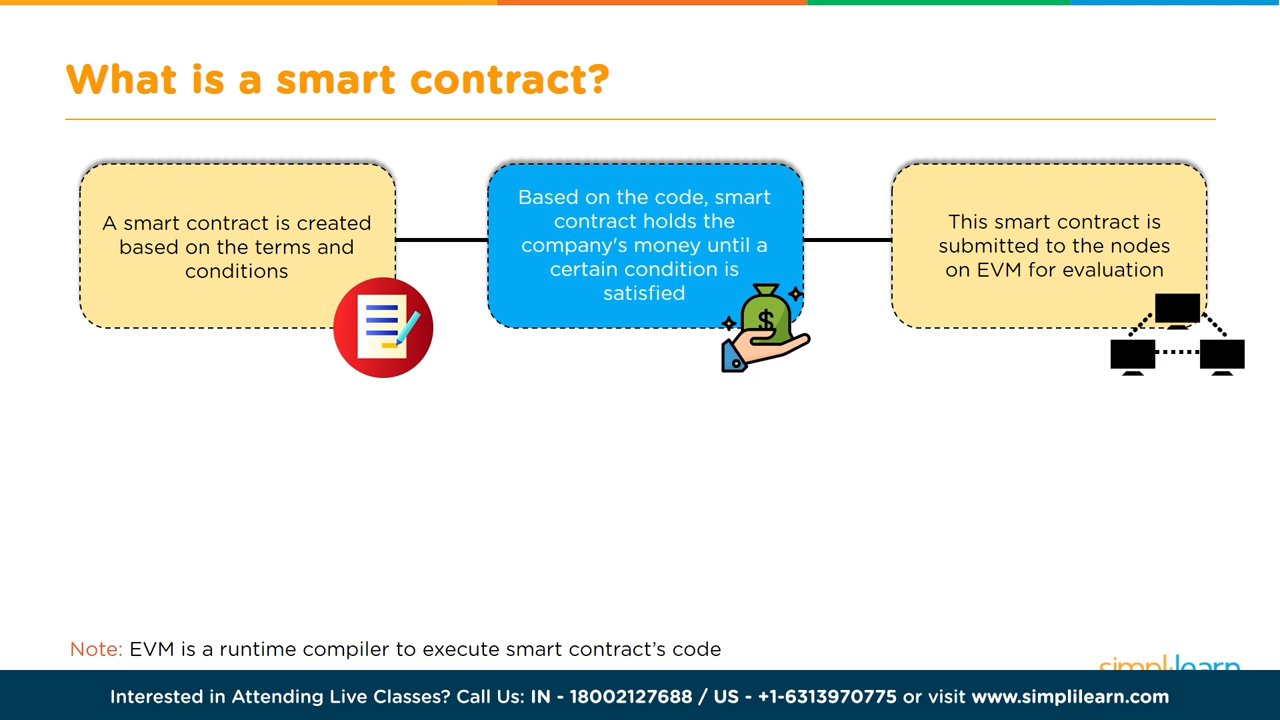 What is a smart contract?
A smart contract is created
based on the terms and
conditions
Based on the code, smart
contract holds the
company's money until a
certain condition is
satisfied
This smart contract is
submitted to the nodes
on EVM for evaluation
$
Note: EVM is a runtime compiler to execute smart contract’s code
simplilearn
Interested in Attending Live Classes? Call Us: IN - 18002127688 / US - +1-6313970775 or visit www.simplilearn.com